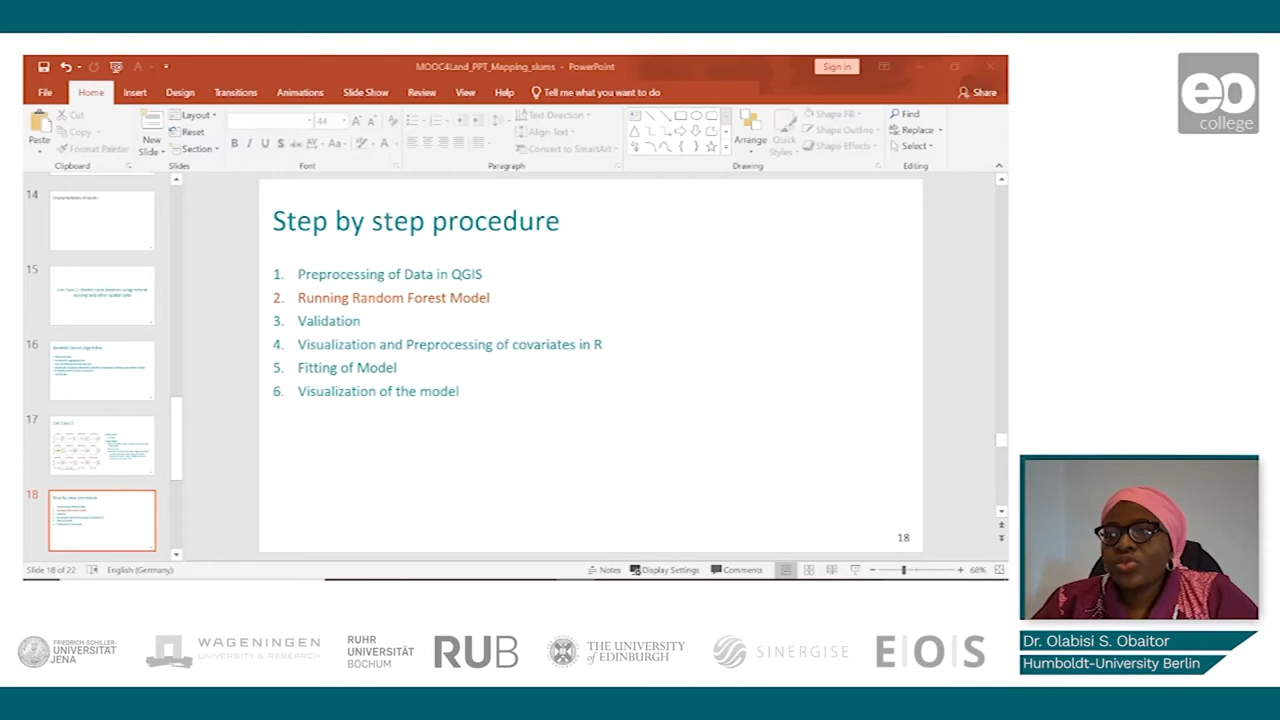 MOOC4Land_PPT_Mapping_slums - PowerPoint
Sign in
File Home Insert Design Transitions Animations Slide Show Review View Help Tell me what you want to do Share
Paste
Cut
Copy
Format Painter
Clipboard
New Slide
Layout
Reset
Section
Slides
44
Font
Text Direction
Align Text
Convert to SmartArt
Paragraph
Arrange
Quick Styles
Shape Fill
Shape Outline
Shape Effects
Drawing
Find
Replace
Select
Editing
14
15
16
17
18
Step by step procedure
1. Preprocessing of Data in QGIS
2. Running Random Forest Model
3. Validation
4. Visualization and Preprocessing of covariates in R
5. Fitting of Model
6. Visualization of the model
18
Slide 18 of 22 English (Germany) Notes Display Settings Comments 68%
eo
college
Dr. Olabisi S. Obaitor
Humboldt-University Berlin
FRIEDRICH-SCHILLER-
UNIVERSITÄT
JENA
WAGENINGEN
UNIVERSITY & RESEARCH
RUHR
UNIVERSITÄT
BOCHUM
RUB
THE UNIVERSITY
of EDINBURGH
SINERGISE
E|O|S